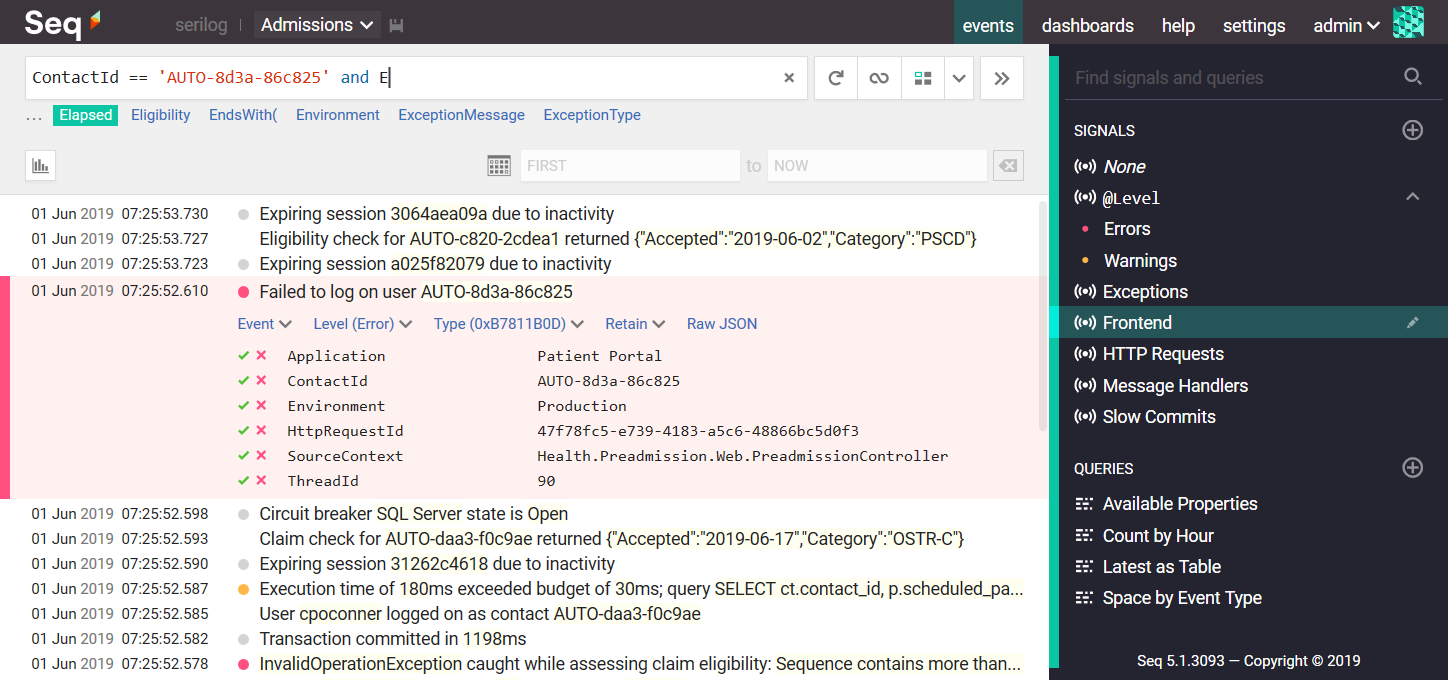 Seq serilog | Admissions events dashboards help settings admin
ContactId == 'AUTO-8d3a-86c825' and E
... Elapsed Eligibility EndsWith( Environment ExceptionMessage ExceptionType
FIRST to NOW
01 Jun 2019 07:25:53.730 Expiring session 3064aea09a due to inactivity
01 Jun 2019 07:25:53.727 Eligibility check for AUTO-c820-2cdea1 returned {"Accepted":"2019-06-02","Category":"PSCD"}
01 Jun 2019 07:25:53.723 Expiring session a025f82079 due to inactivity
01 Jun 2019 07:25:52.610 Failed to log on user AUTO-8d3a-86c825
Event Level (Error) Type (0xB7811B0D) Retain Raw JSON
Application Patient Portal
ContactId AUTO-8d3a-86c825
Environment Production
HttpRequestId 47f78fc5-e739-4183-a5c6-48866bc5d0f3
SourceContext Health.Preadmission.Web.PreadmissionController
ThreadId 90
01 Jun 2019 07:25:52.598 Circuit breaker SQL Server state is Open
01 Jun 2019 07:25:52.593 Claim check for AUTO-daa3-f0c9ae returned {"Accepted":"2019-06-17","Category":"OSTR-C"}
01 Jun 2019 07:25:52.590 Expiring session 31262c4618 due to inactivity
01 Jun 2019 07:25:52.587 Execution time of 180ms exceeded budget of 30ms; query SELECT ct.contact_id, p.scheduled_pa...
01 Jun 2019 07:25:52.585 User cpoconner logged on as contact AUTO-daa3-f0c9ae
01 Jun 2019 07:25:52.582 Transaction committed in 1198ms
01 Jun 2019 07:25:52.578 InvalidOperationException caught while assessing claim eligibility: Sequence contains more than...
Find signals and queries
SIGNALS
None
@Level
Errors
Warnings
Exceptions
Frontend
HTTP Requests
Message Handlers
Slow Commits
QUERIES
Available Properties
Count by Hour
Latest as Table
Space by Event Type
Seq 5.1.3093 — Copyright © 2019